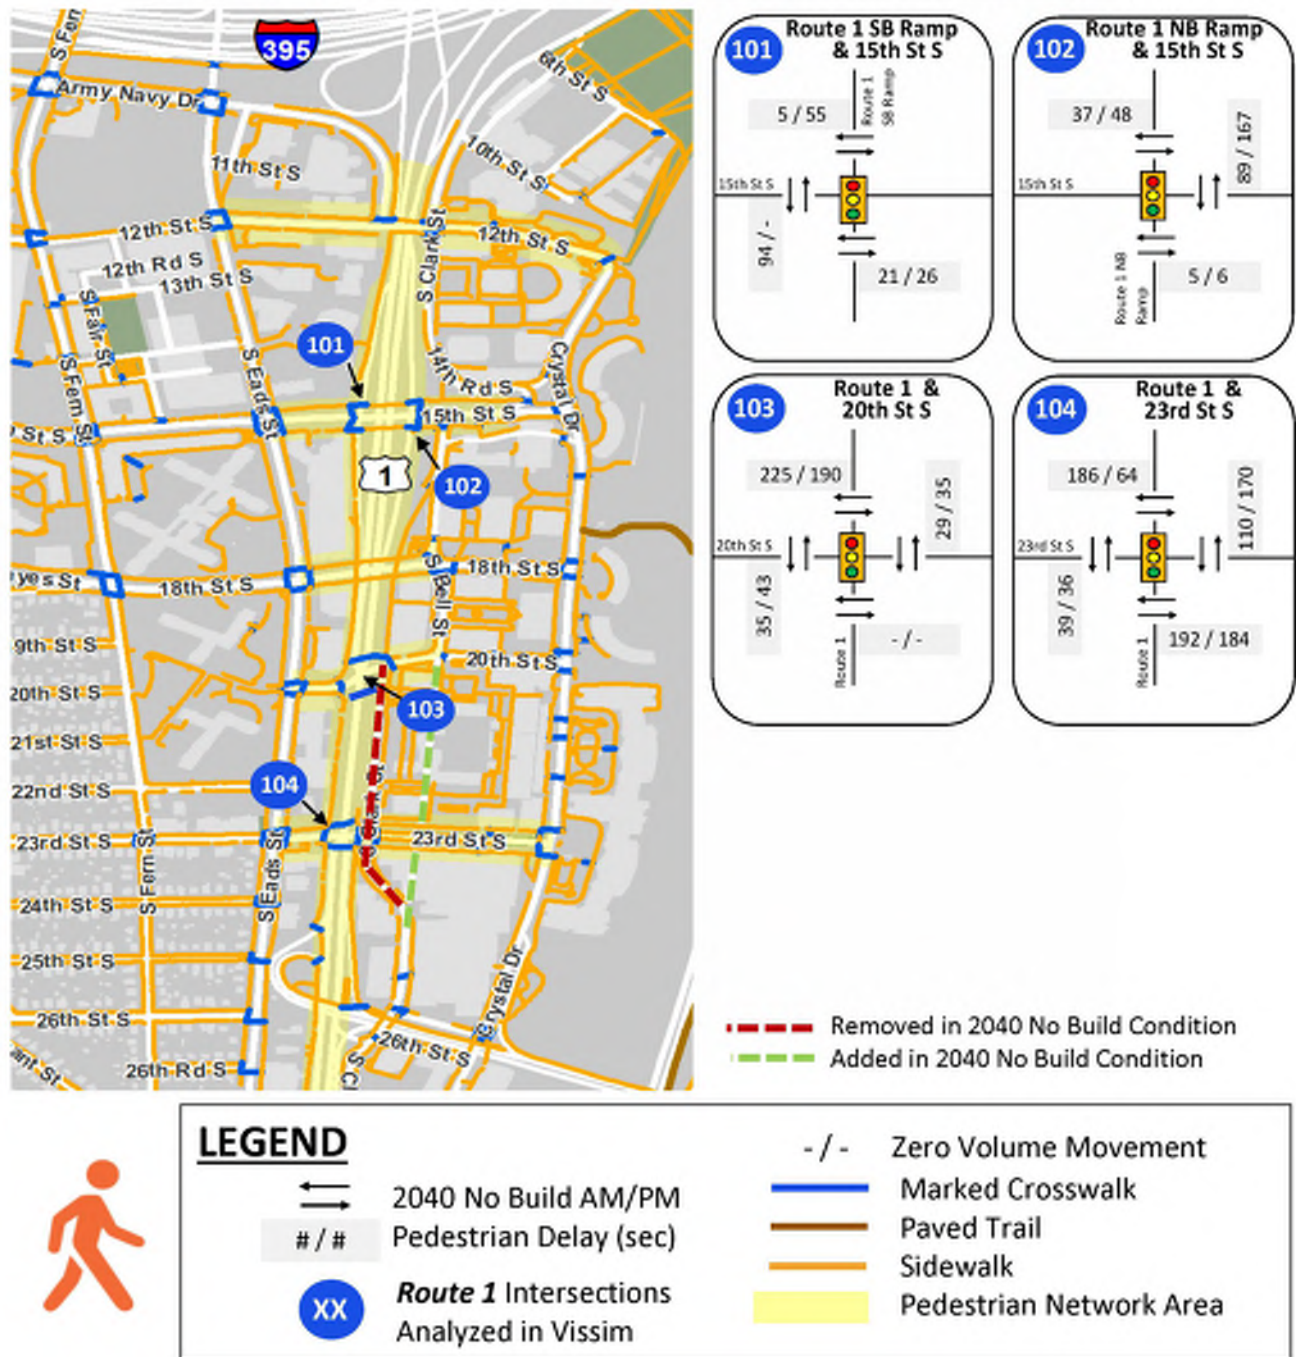 395
S Fern
Army Navy Dr
6th St S
10th St S
11th St S
12th St S
S Clark St
12th St S
12th Rd S
13th St S
S Fair St
101
S Fern St
S Eads St
14th Rd S
Crystal Dr
15th St S
St S
1
102
18th St S
yes St
18th St S
S Bell St
9th St S
20th St S
20th St S
103
21st St S
22nd St S
104
23rd St S
23rd St S
S Fern St
S Eads St
24th St S
25th St S
Crystal Dr
26th St S
26th St S
26th Rd S
ant St
S Cl
101
Route 1 SB Ramp
& 15th St S
Route 1
SB Ramp
5 / 55
15th St S
94 / -
21 / 26
102
Route 1 NB Ramp
& 15th St S
37 / 48
89 / 167
15th St S
Route 1 NB
Ramp
5 / 6
103
Route 1 &
20th St S
225 / 190
29 / 35
20th St S
35 / 43
- / -
Route 1
104
Route 1 &
23rd St S
186 / 64
110 / 170
23rd St S
39 / 36
192 / 184
Route 1
Removed in 2040 No Build Condition
Added in 2040 No Build Condition
LEGEND
2040 No Build AM/PM
# / #
Pedestrian Delay (sec)
XX
Route 1 Intersections
Analyzed in Vissim
- / - Zero Volume Movement
Marked Crosswalk
Paved Trail
Sidewalk
Pedestrian Network Area